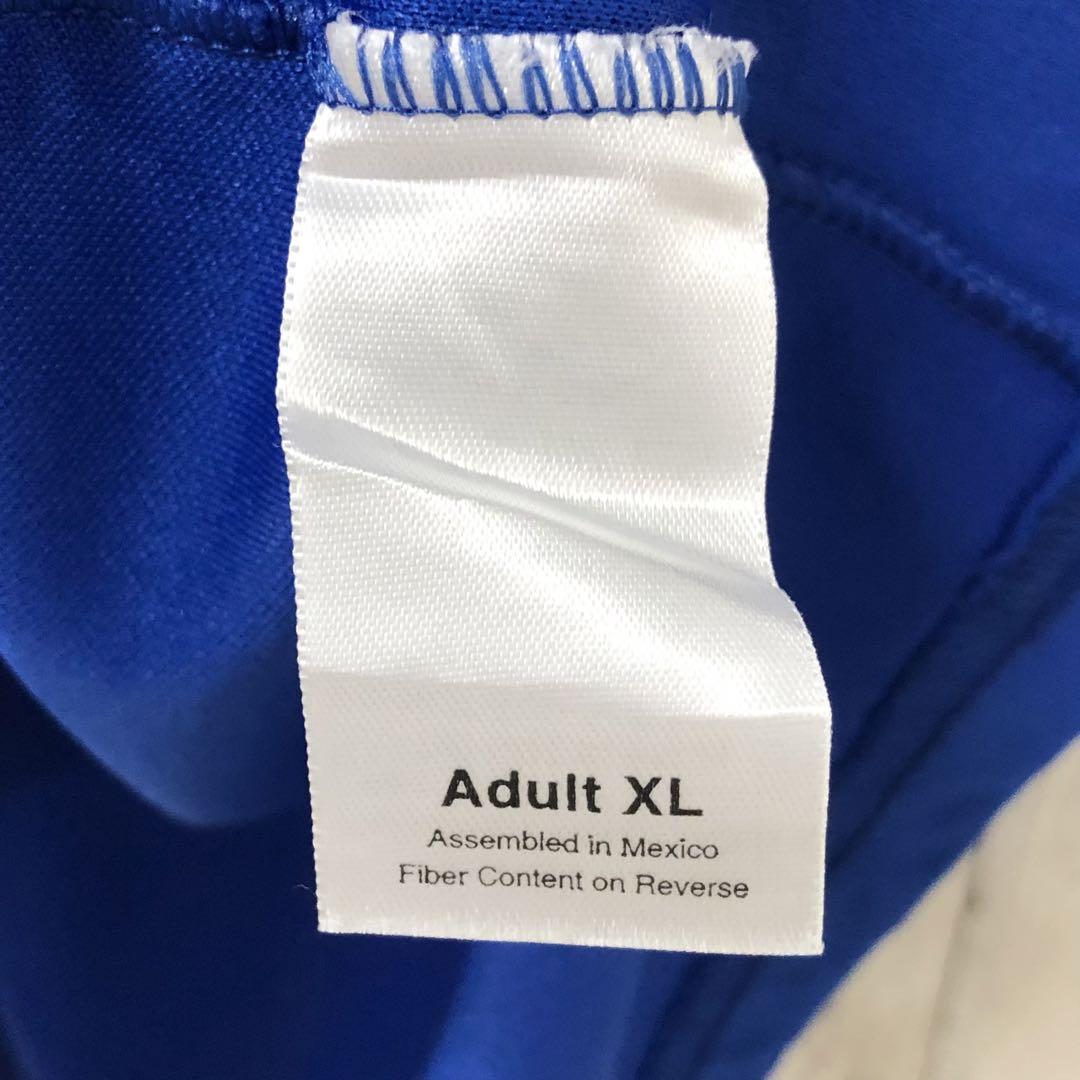 Adult XL
Assembled in Mexico
Fiber Content on Reverse